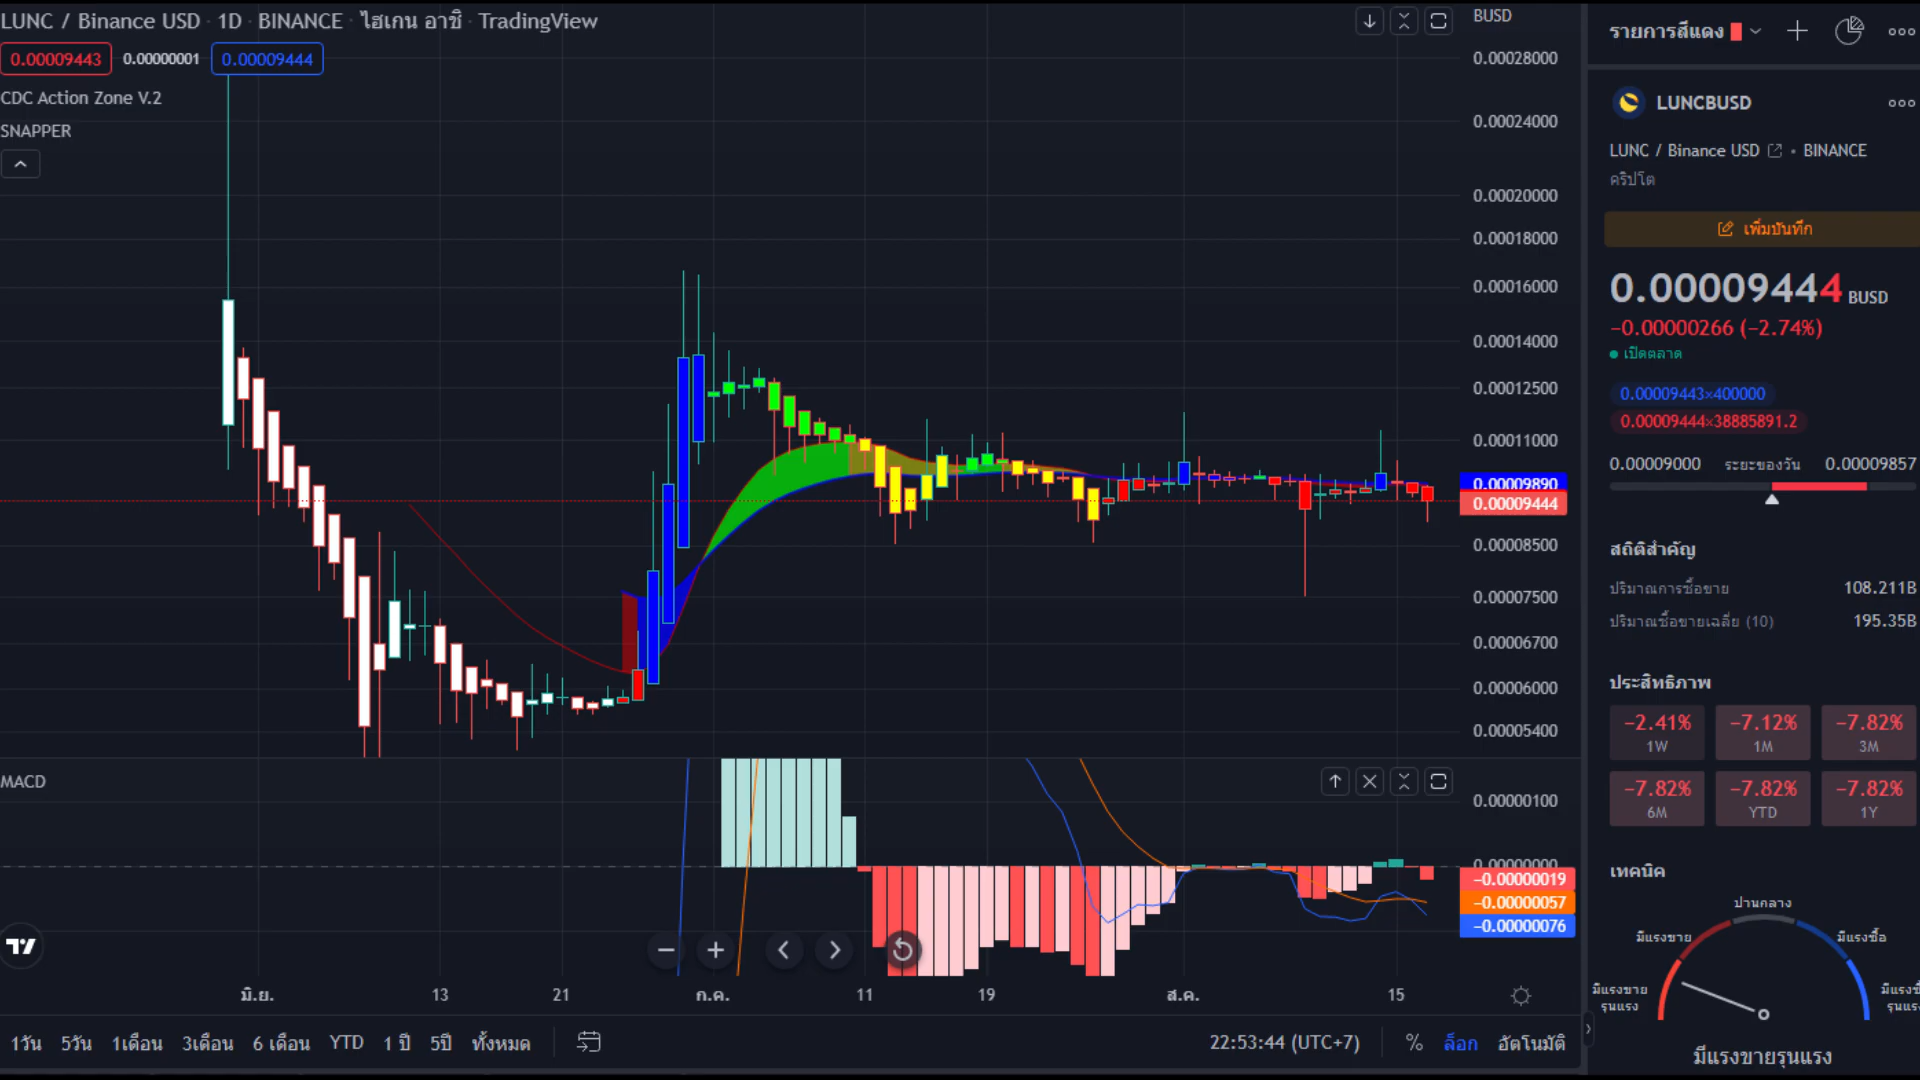 LUNC / Binance USD · 1D · BINANCE · ไฮเกน อาชิ · TradingView
0.00009443 0.00000001 0.00009444
CDC Action Zone V.2
SNAPPER
BUSD
0.00028000
0.00024000
0.00020000
0.00018000
0.00016000
0.00014000
0.00012500
0.00011000
0.00009890
0.00009444
0.00008500
0.00007500
0.00006700
0.00006000
0.00005400
MACD
0.00000100
0.00000000
−0.00000019
−0.00000057
−0.00000076
มิ.ย. 13 21 ก.ค. 11 19 ส.ค. 15
1วัน 5วัน 1เดือน 3เดือน 6 เดือน YTD 1 ปี 5ปี ทั้งหมด
22:53:44 (UTC+7) % ล็อก อัตโนมัติ
รายการสีแดง
LUNCBUSD
LUNC / Binance USD • BINANCE
คริปโต
เพิ่มบันทึก
0.00009444 BUSD
−0.00000266 (−2.74%)
เปิดตลาด
0.00009443×400000
0.00009444×38885891.2
0.00009000 ระยะของวัน 0.00009857
สถิติสำคัญ
ปริมาณการซื้อขาย 108.211B
ปริมาณซื้อขายเฉลี่ย (10) 195.35B
ประสิทธิภาพ
−2.41% −7.12% −7.82%
1W 1M 3M
−7.82% −7.82% −7.82%
6M YTD 1Y
เทคนิค
ปานกลาง
มีแรงขาย มีแรงซื้อ
มีแรงขาย
รุนแรง
มีแรงขายรุนแรง